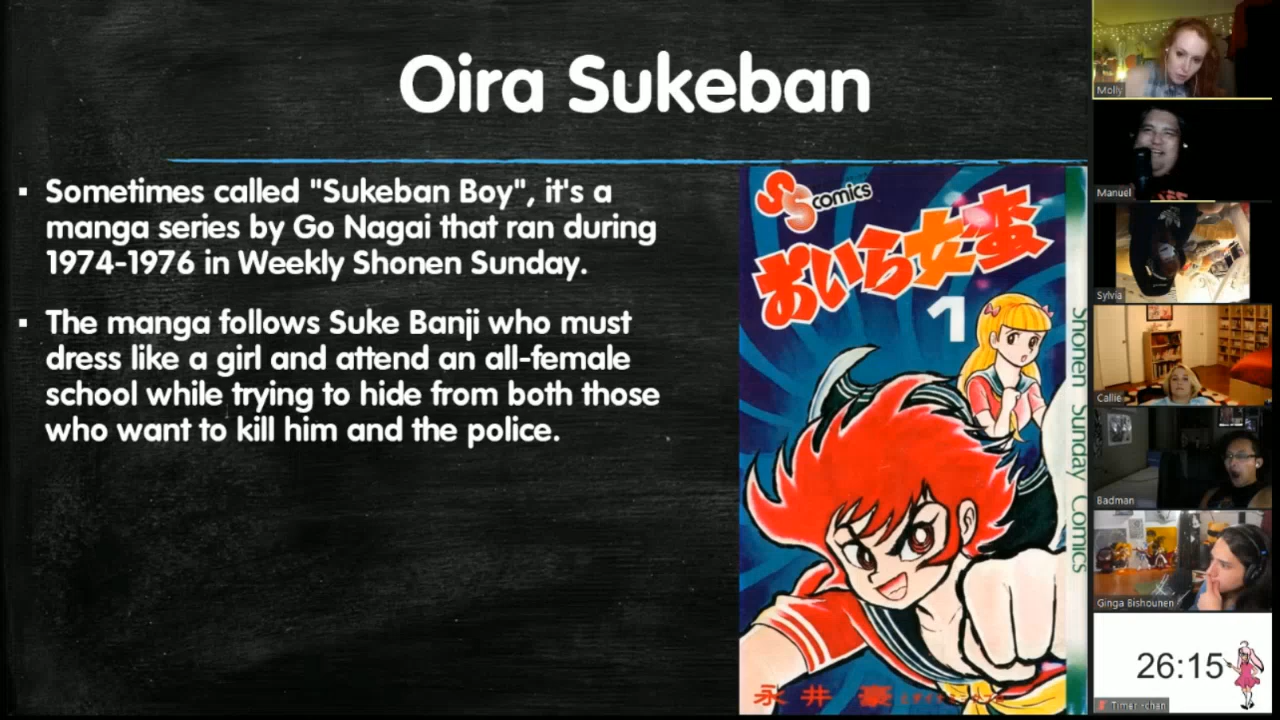 Oira Sukeban
▪ Sometimes called "Sukeban Boy", it's a
manga series by Go Nagai that ran during
1974-1976 in Weekly Shonen Sunday.
▪ The manga follows Suke Banji who must
dress like a girl and attend an all-female
school while trying to hide from both those
who want to kill him and the police.
SS comics
おいら女蛮
1
Shonen Sunday Comics
永井豪
Molly
Manuel
Sylvia
Callie
Badman
Ginga Bishounen
26:15
Timer-chan